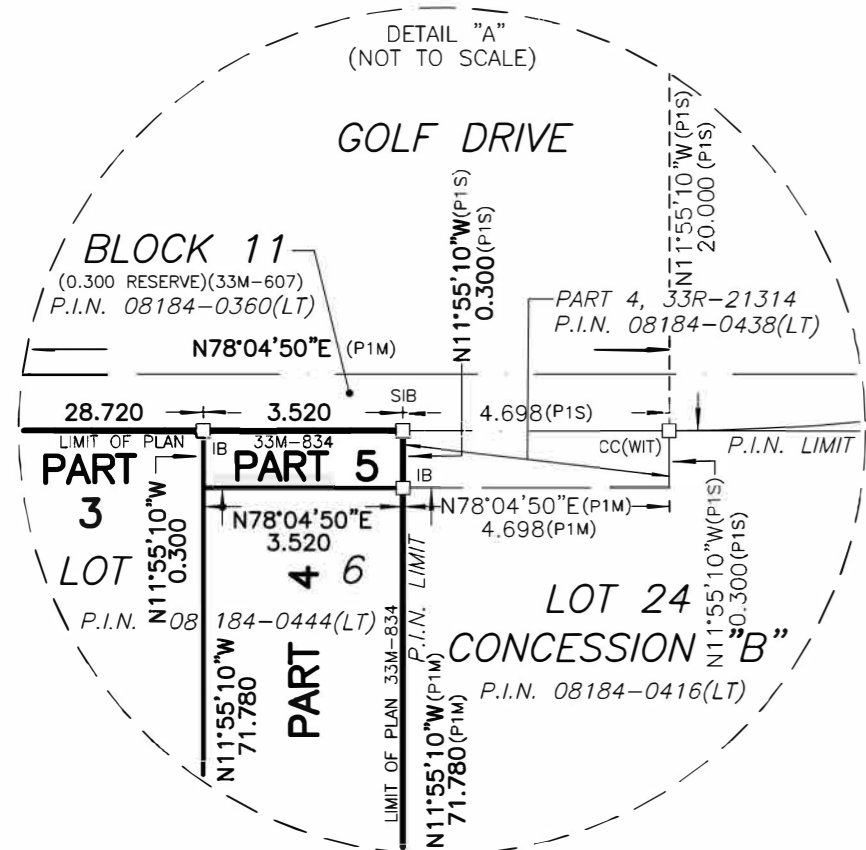 DETAIL "A"
(NOT TO SCALE)
GOLF DRIVE
N11°55'10"W(P1S)
20.000 (P1S)
N11°55'10"W(P1S)
0.300(P1S)
BLOCK 11
(0.300 RESERVE)(33M-607)
P.I.N. 08184-0360(LT)
PART 4, 33R-21314
P.I.N. 08184-0438(LT)
N78°04'50"E (P1M)
28.720
3.520
SIB
4.698(P1S)
LIMIT OF PLAN
IB
33M-834
CC(WIT)
P.I.N. LIMIT
PART
3
PART 5
IB
N11°55'10"W
0.300
N78°04'50"E
3.520
N78°04'50"E(P1M)
4.698(P1M)
N11°55'10"W(P1S)
0.300(P1S)
LOT 6
P.I.N. 08184-0444(LT)
PART 4
P.I.N. LIMIT
LOT 24
CONCESSION "B"
P.I.N. 08184-0416(LT)
N11°55'10"W
71.780
LIMIT OF PLAN 33M-834
N11°55'10"W(P1M)
71.780(P1M)